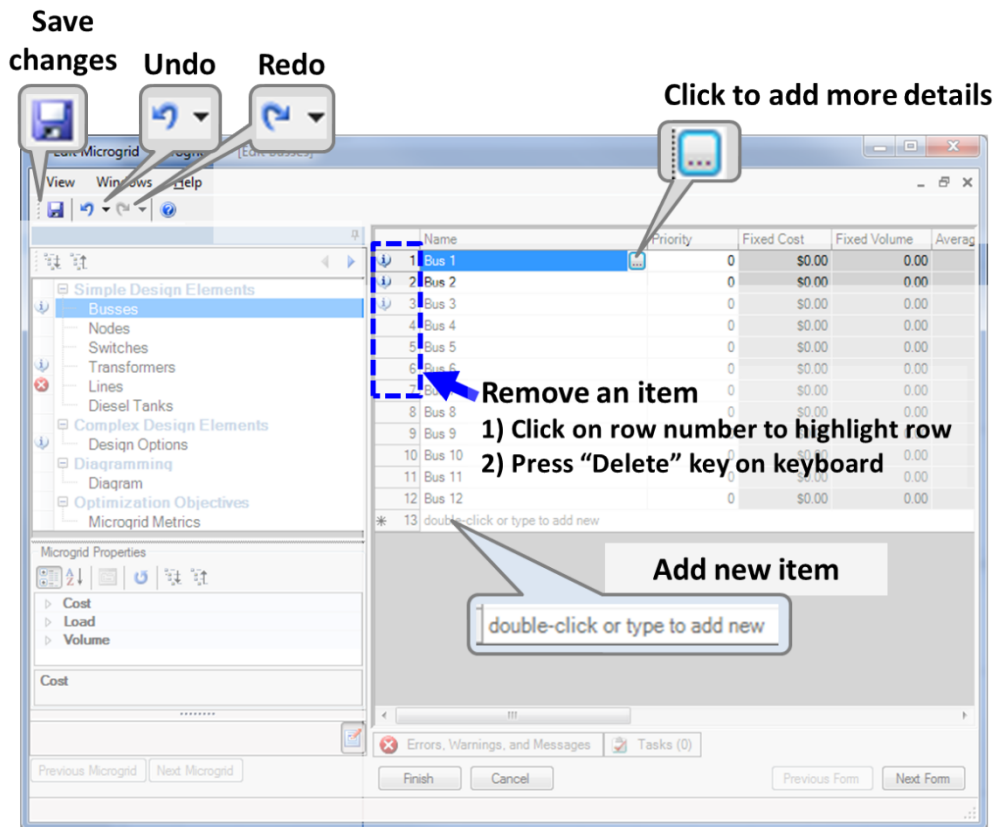 Save
changes
Undo
Redo
Click to add more details
Edit Microgrid
[Edit Busses]
View Windows Help
Name Priority Fixed Cost Fixed Volume Averag
1 Bus 1 ... 0 $0.00 0.00
2 Bus 2 0 $0.00 0.00
3 Bus 3 0 $0.00 0.00
4 Bus 4 0 $0.00 0.00
5 Bus 5 0 $0.00 0.00
6 Bus 6 0 $0.00 0.00
7 0 $0.00 0.00
8 Bus 8 0 $0.00 0.00
9 Bus 9 0 $0.00 0.00
10 Bus 10 0 $0.00 0.00
11 Bus 11 0 $0.00 0.00
12 Bus 12 0 $0.00 0.00
13 double-click or type to add new
Remove an item
1) Click on row number to highlight row
2) Press “Delete” key on keyboard
Add new item
double-click or type to add new
Simple Design Elements
Busses
Nodes
Switches
Transformers
Lines
Diesel Tanks
Complex Design Elements
Design Options
Diagramming
Diagram
Optimization Objectives
Microgrid Metrics
Microgrid Properties
Cost
Load
Volume
Cost
Previous Microgrid Next Microgrid
Errors, Warnings, and Messages Tasks (0)
Finish Cancel Previous Form Next Form